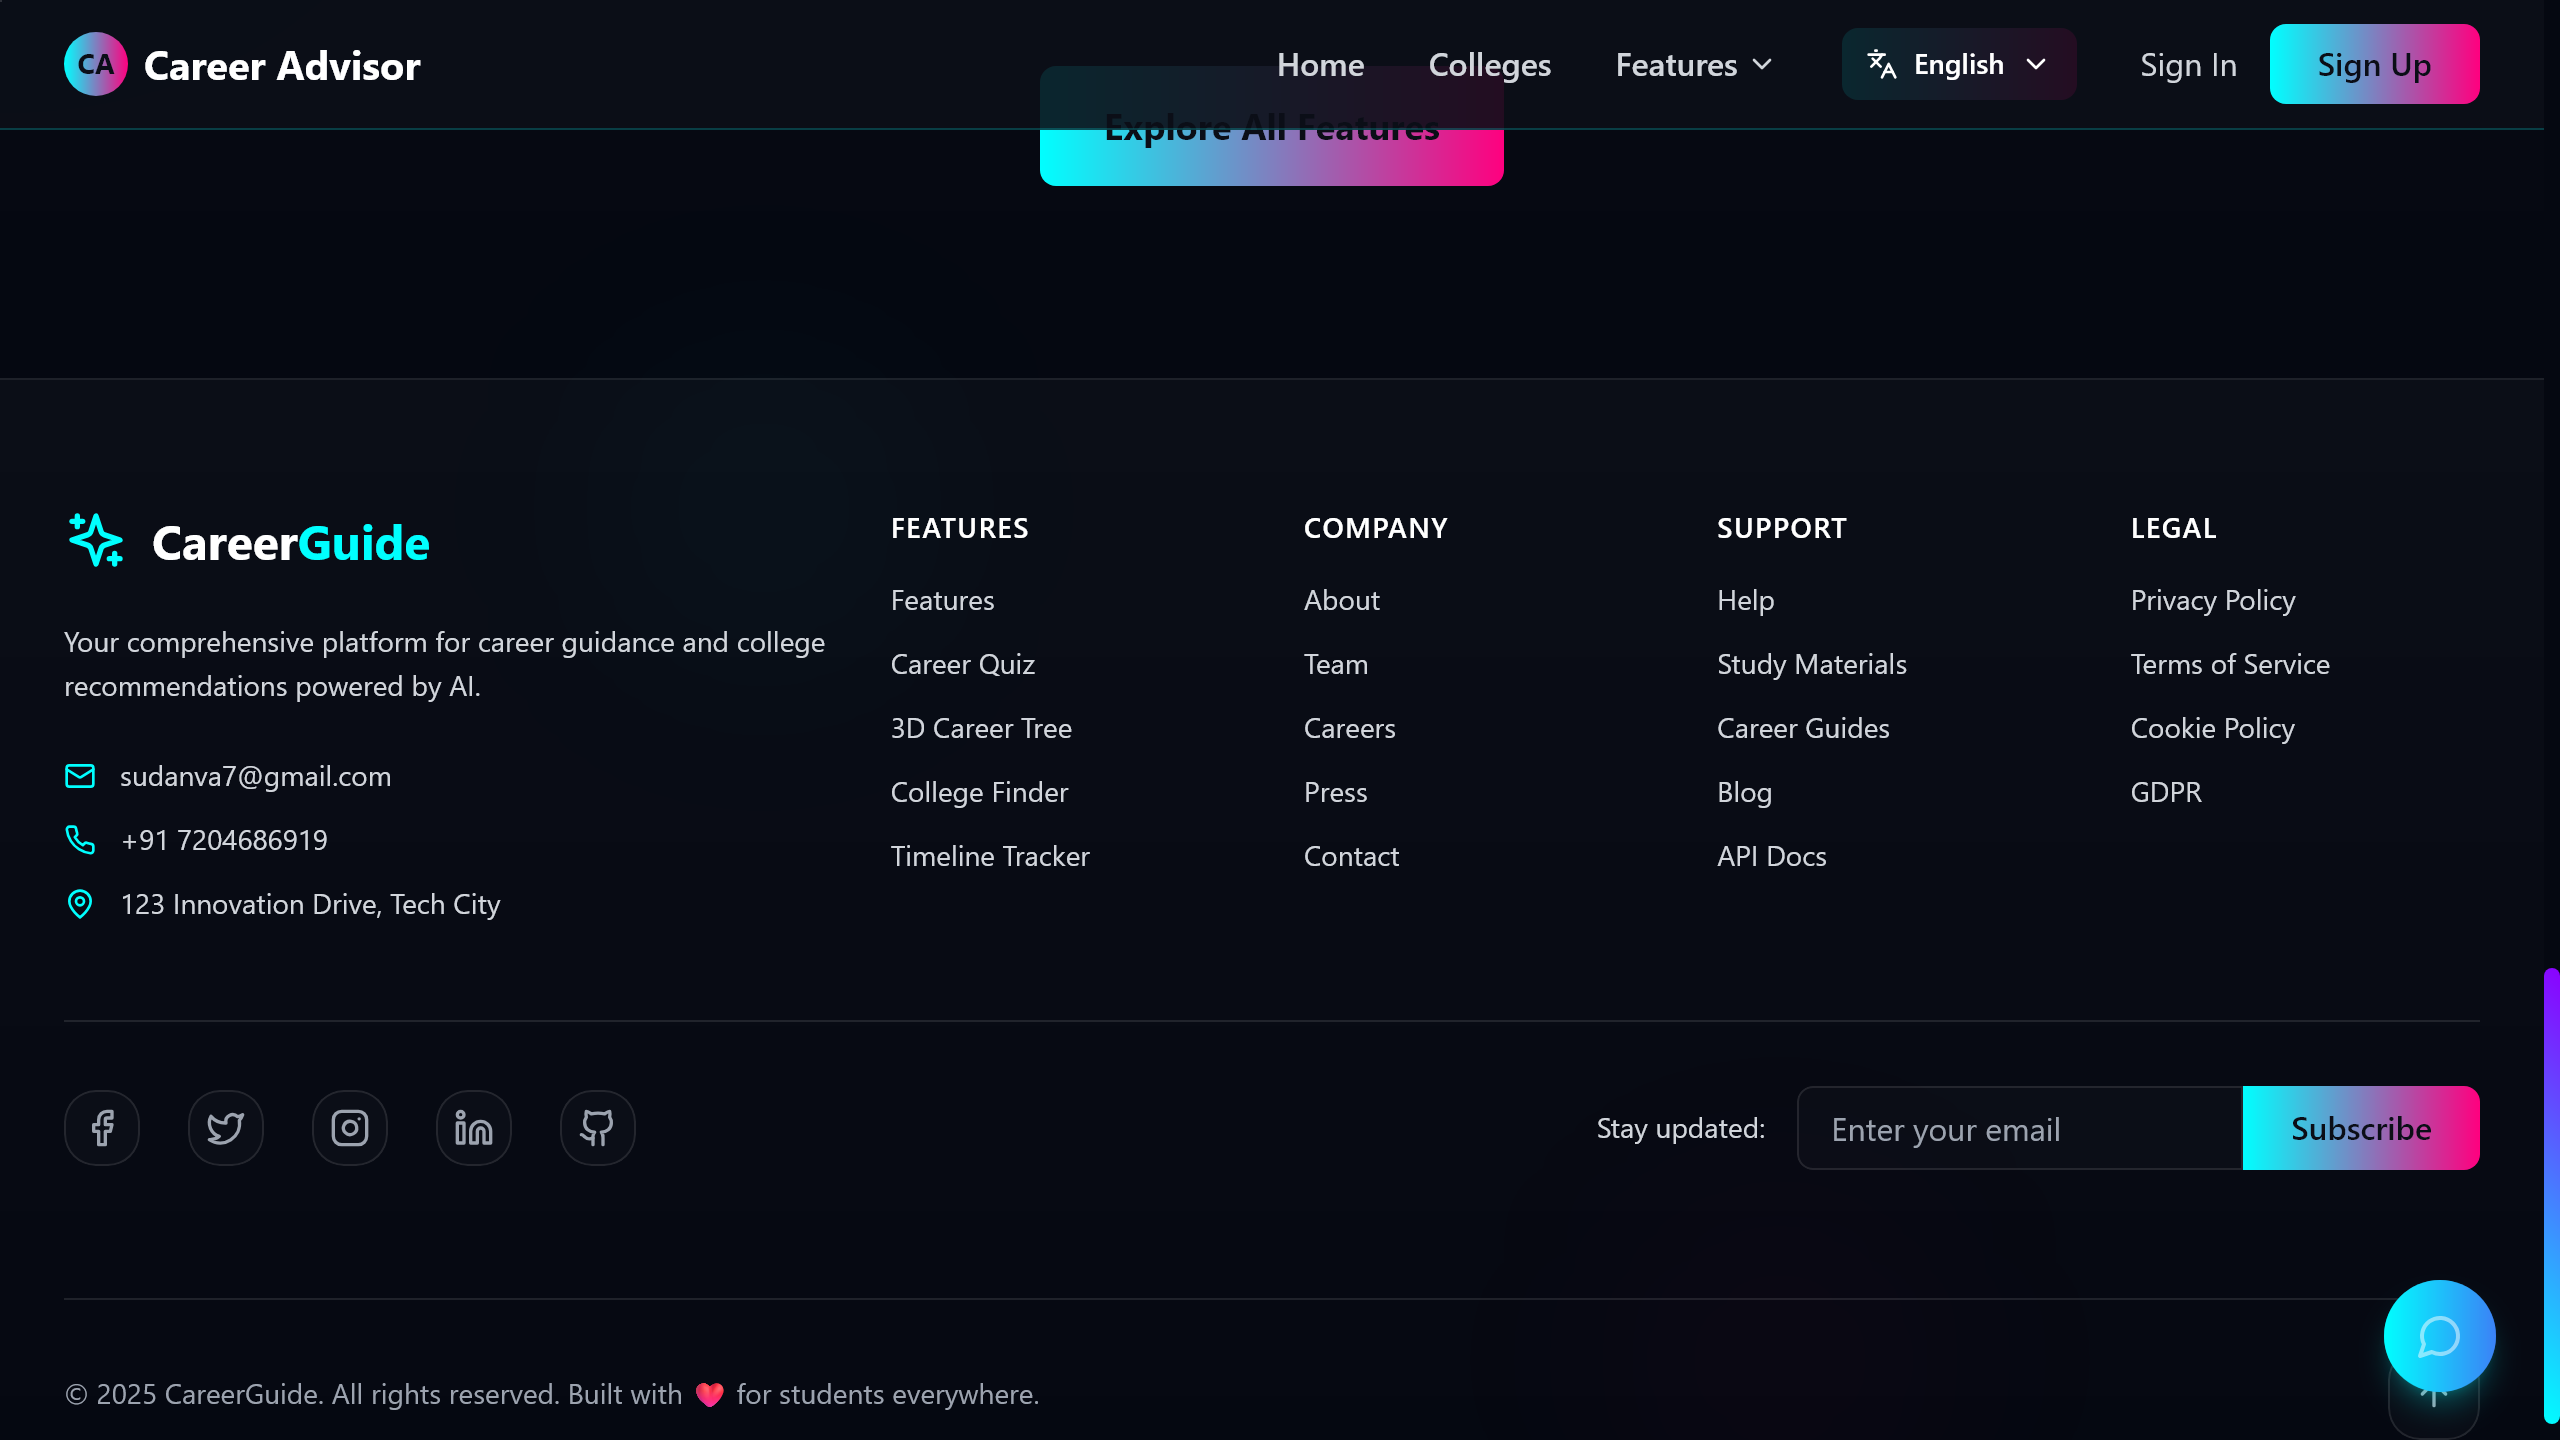 CA Career Advisor
Home Colleges Features English Sign In Sign Up
Explore All Features
CareerGuide
Your comprehensive platform for career guidance and college
recommendations powered by AI.
sudanva7@gmail.com
+91 7204686919
123 Innovation Drive, Tech City
FEATURES
Features
Career Quiz
3D Career Tree
College Finder
Timeline Tracker
COMPANY
About
Team
Careers
Press
Contact
SUPPORT
Help
Study Materials
Career Guides
Blog
API Docs
LEGAL
Privacy Policy
Terms of Service
Cookie Policy
GDPR
Stay updated: Enter your email Subscribe
© 2025 CareerGuide. All rights reserved. Built with ❤️ for students everywhere.